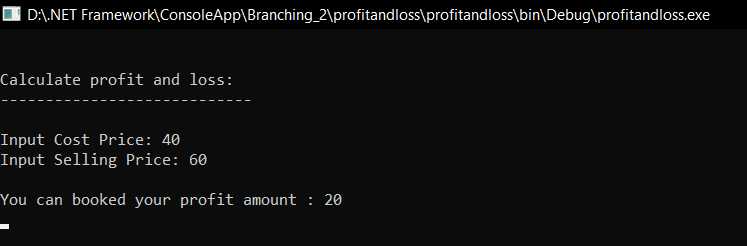 D:\.NET Framework\ConsoleApp\Branching_2\profitandloss\profitandloss\bin\Debug\profitandloss.exe
Calculate profit and loss:
----------------------------
Input Cost Price: 40
Input Selling Price: 60
You can booked your profit amount : 20